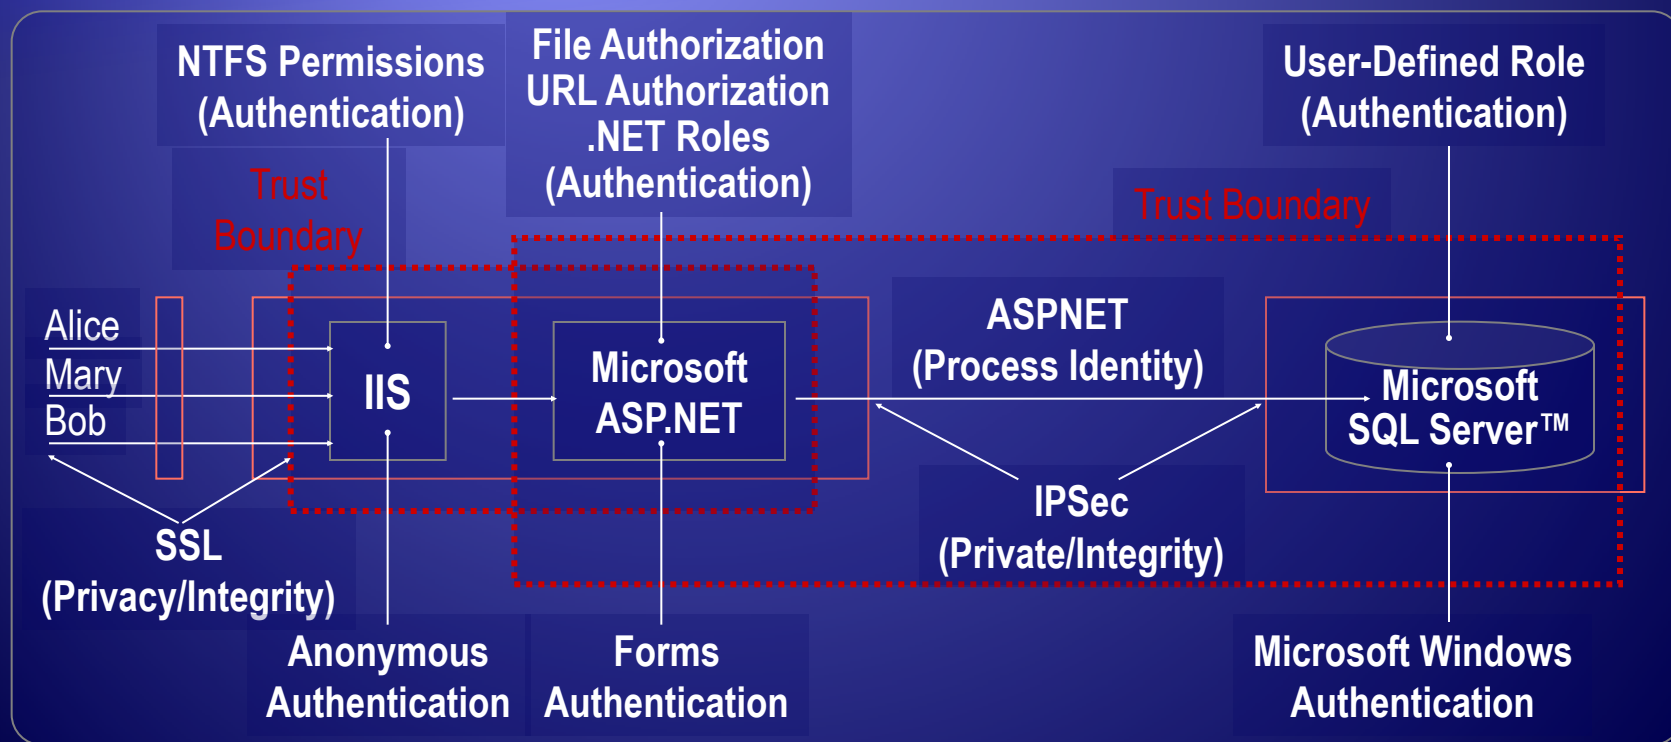 NTFS Permissions
(Authentication)
File Authorization
URL Authorization
.NET Roles
(Authentication)
User-Defined Role
(Authentication)
Trust
Boundary
Trust Boundary
Alice
Mary
Bob
IIS
Microsoft
ASP.NET
ASPNET
(Process Identity)
Microsoft
SQL Server™
SSL
(Privacy/Integrity)
IPSec
(Private/Integrity)
Anonymous
Authentication
Forms
Authentication
Microsoft Windows
Authentication